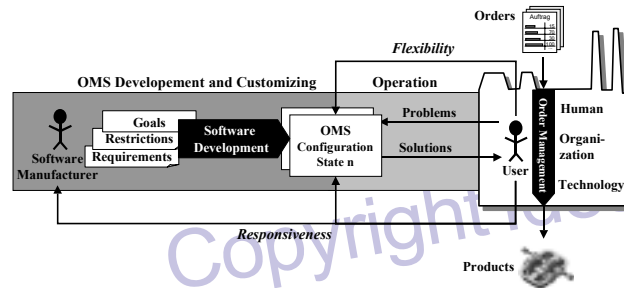 Orders
Auftrag
15
Flexibility
OMS Developement and Customizing
Operation
Goals
Restrictions
Requirements
Software
Manufacturer
Software
Development
OMS
Configuration
State n
Problems
Solutions
User
Order Management
Human
Organi-
zation
Technology
Responsiveness
Products
Copyright